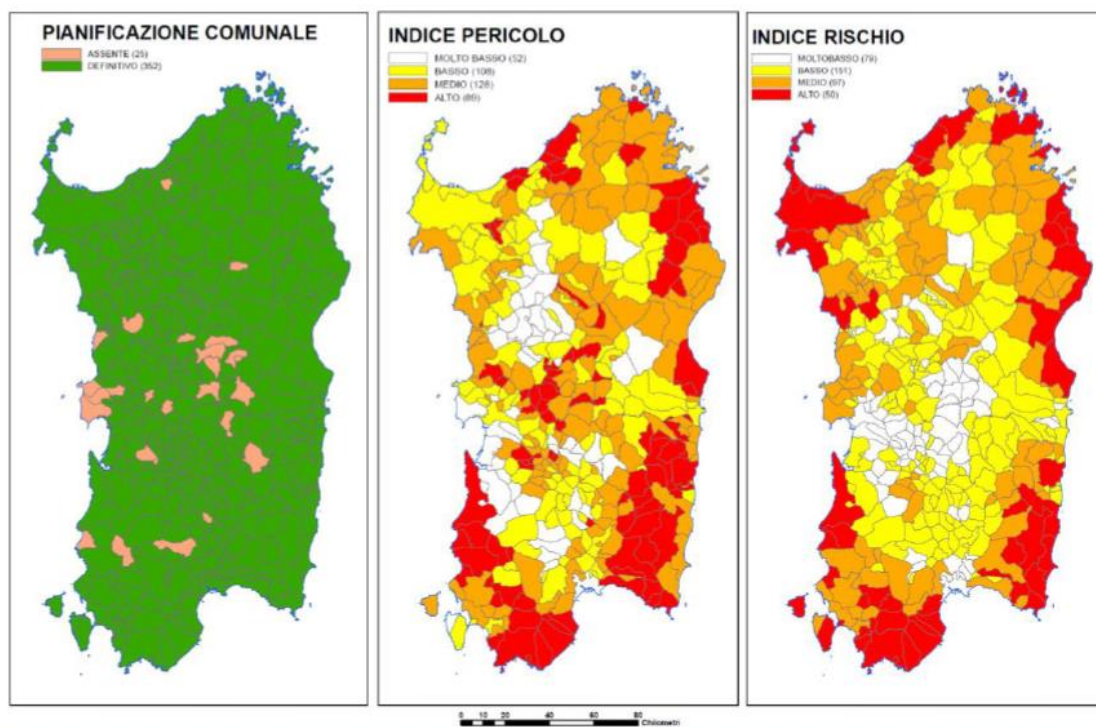 PIANIFICAZIONE COMUNALE
ASSENTE (25)
DEFINITIVO (352)
INDICE PERICOLO
MOLTO BASSO (52)
BASSO (108)
MEDIO (128)
ALTO (89)
INDICE RISCHIO
MOLTOBASSO (79)
BASSO (151)
MEDIO (97)
ALTO (50)
0 5 10 20 40 60 80
Chilometri